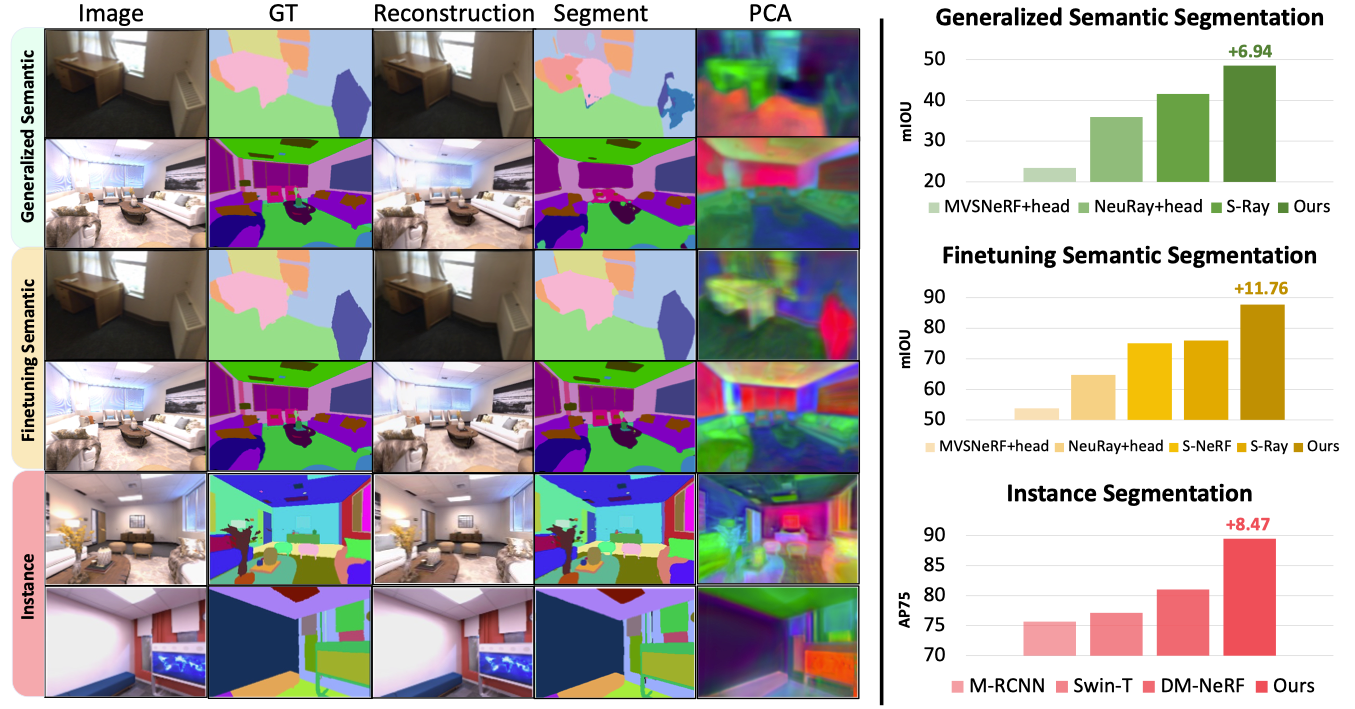 Image GT Reconstruction Segment PCA
Generalized Semantic
Finetuning Semantic
Instance
Generalized Semantic Segmentation
+6.94
50
40
30
20
mIOU
MVSNeRF+head NeuRay+head S-Ray Ours
Finetuning Semantic Segmentation
+11.76
90
80
70
60
50
mIOU
MVSNeRF+head NeuRay+head S-NeRF S-Ray Ours
Instance Segmentation
+8.47
90
85
80
75
70
AP75
M-RCNN Swin-T DM-NeRF Ours